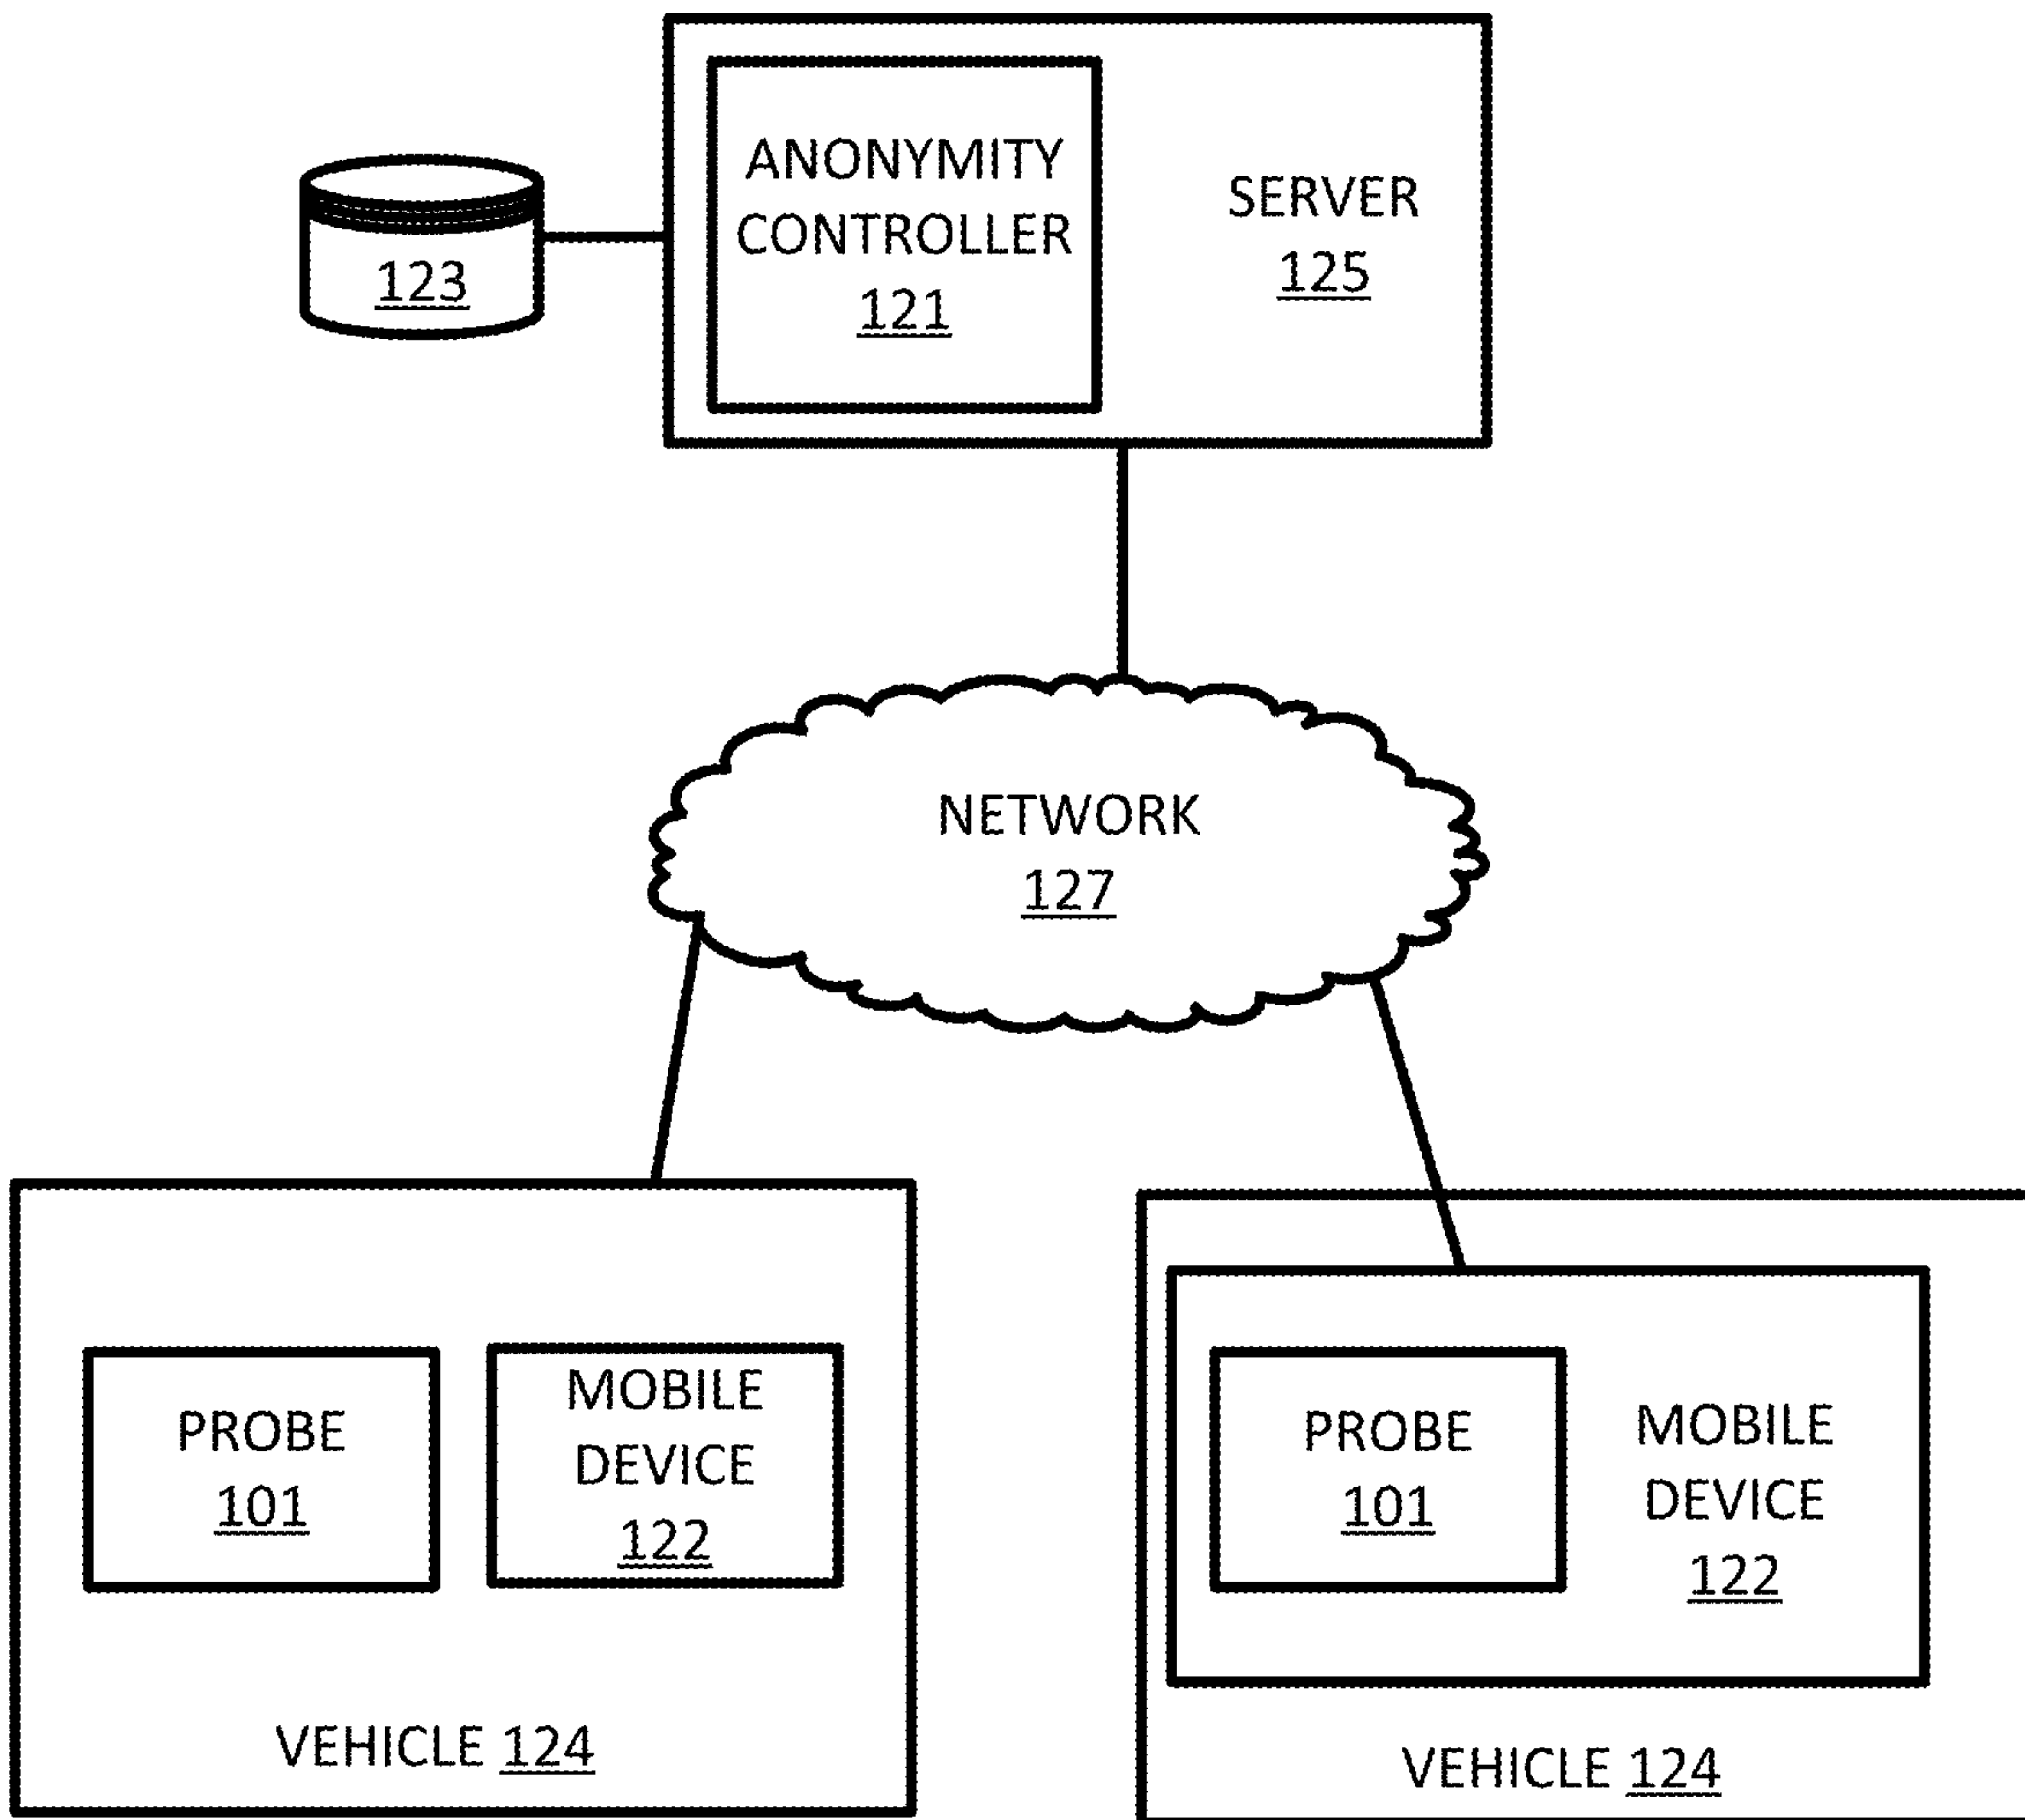 ANONYMITY
CONTROLLER
121
SERVER
125
123
NETWORK
127
PROBE
101
MOBILE
DEVICE
122
VEHICLE 124
PROBE
101
MOBILE
DEVICE
122
VEHICLE 124